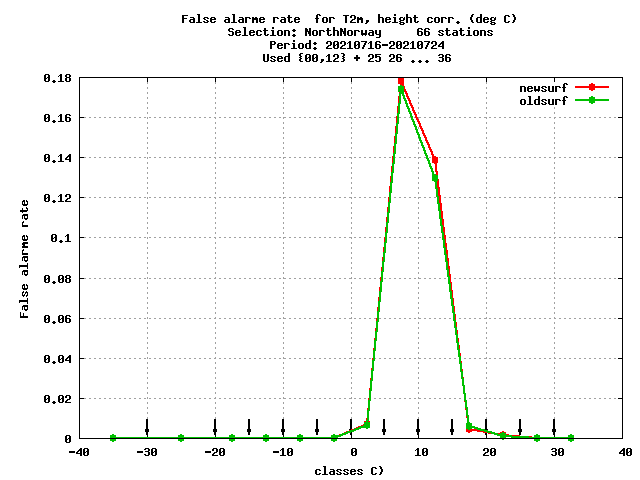 False alarme rate  for T2m, height corr. (deg C)
Selection: NorthNorway     66 stations
Period: 20210716-20210724
Used {00,12} + 25 26 ... 36
newsurf
oldsurf
0.18
0.16
0.14
0.12
0.1
0.08
0.06
0.04
0.02
0
False alarme rate
-40 -30 -20 -10 0 10 20 30 40
classes C)